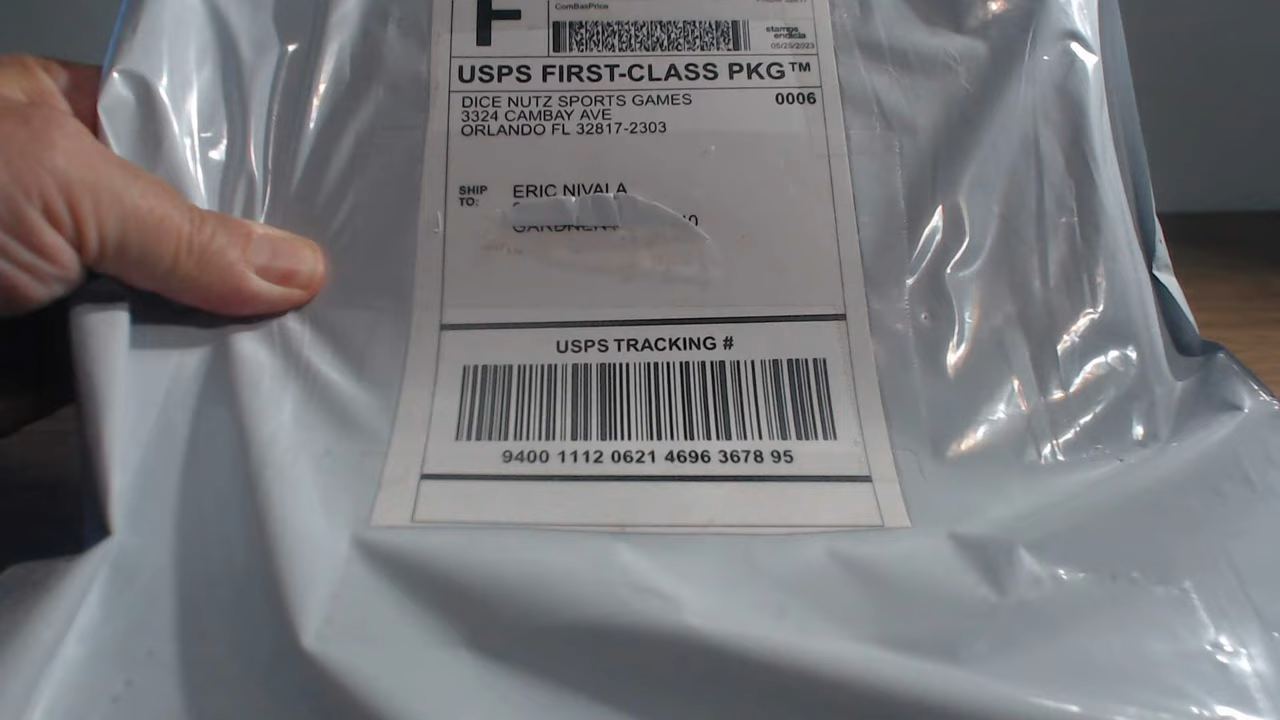 F
ComBasPrice
stamps
endicia
05/25/2023
USPS FIRST-CLASS PKG™
DICE NUTZ SPORTS GAMES 0006
3324 CAMBAY AVE
ORLANDO FL 32817-2303
SHIP TO: ERIC NIVALA
USPS TRACKING #
9400 1112 0621 4696 3678 95